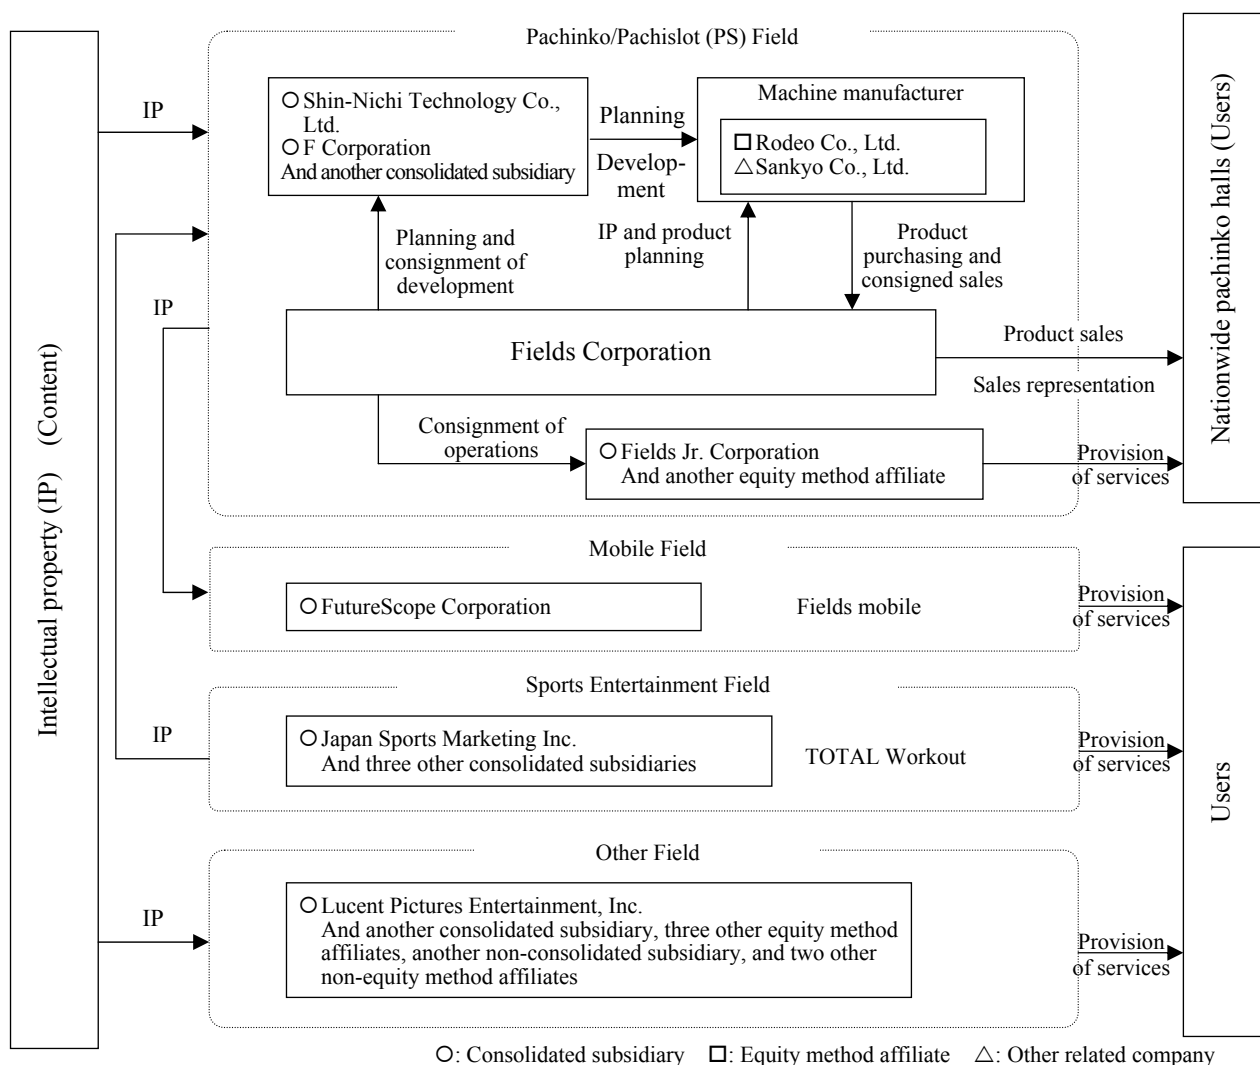 Pachinko/Pachislot (PS) Field
IP
○ Shin-Nichi Technology Co.,
Ltd.
○ F Corporation
And another consolidated subsidiary
Planning
Develop-
ment
Machine manufacturer
□ Rodeo Co., Ltd.
△ Sankyo Co., Ltd.
Planning and
consignment of
development
IP and product
planning
Product
purchasing and
consigned sales
IP
Fields Corporation
Product sales
Sales representation
Consignment of
operations
○ Fields Jr. Corporation
And another equity method affiliate
Provision
of services
Nationwide pachinko halls (Users)
Intellectual property (IP) (Content)
Mobile Field
○ FutureScope Corporation
Fields mobile
Provision
of services
Sports Entertainment Field
IP
○ Japan Sports Marketing Inc.
And three other consolidated subsidiaries
TOTAL Workout
Provision
of services
Users
Other Field
IP
○ Lucent Pictures Entertainment, Inc.
And another consolidated subsidiary, three other equity method
affiliates, another non-consolidated subsidiary, and two other
non-equity method affiliates
Provision
of services
○: Consolidated subsidiary □: Equity method affiliate △: Other related company